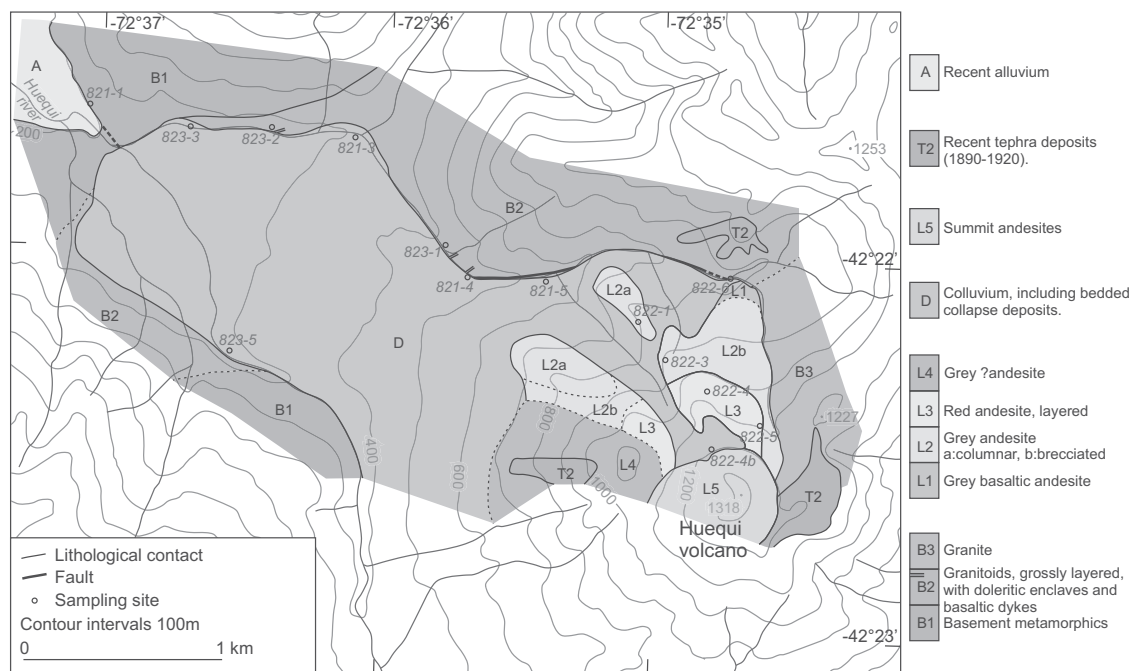 -72°37’
-72°36’
-72°35’
A
B1
Huequi
river
821-1
200
823-3
823-2
821-3
1253
B2
T2
823-1
821-4
821-5
-42°22’
822-6
L1
L2a
822-1
B2
823-5
D
L2a
822-3
L2b
B3
822-4
L2b
L3
L3
1227
B1
800
822-5
400
600
L4
822-4b
T2
1000
1200
L5
T2
1318
Huequi
volcano
-42°23’
Lithological contact
Fault
Sampling site
Contour intervals 100m
0 1 km
A Recent alluvium
T2 Recent tephra deposits
(1890-1920).
L5 Summit andesites
D Colluvium, including bedded
collapse deposits.
L4 Grey ?andesite
L3 Red andesite, layered
L2 Grey andesite
a:columnar, b:brecciated
L1 Grey basaltic andesite
B3 Granite
B2 Granitoids, grossly layered,
with doleritic enclaves and
basaltic dykes
B1 Basement metamorphics